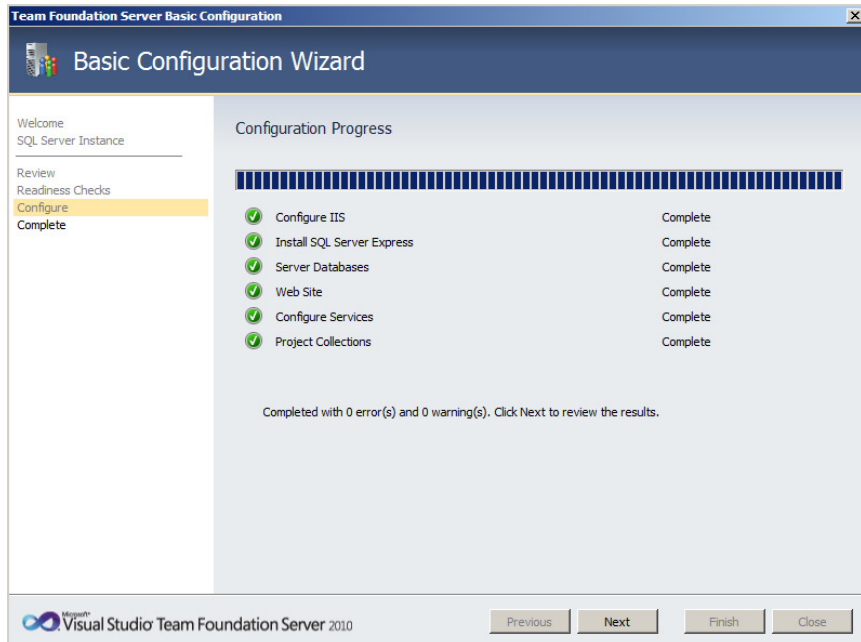 Team Foundation Server Basic Configuration
Basic Configuration Wizard
Welcome
SQL Server Instance
Review
Readiness Checks
Configure
Complete
Configuration Progress
Configure IIS Complete
Install SQL Server Express Complete
Server Databases Complete
Web Site Complete
Configure Services Complete
Project Collections Complete
Completed with 0 error(s) and 0 warning(s). Click Next to review the results.
Microsoft®
Visual Studio Team Foundation Server 2010
Previous Next Finish Close